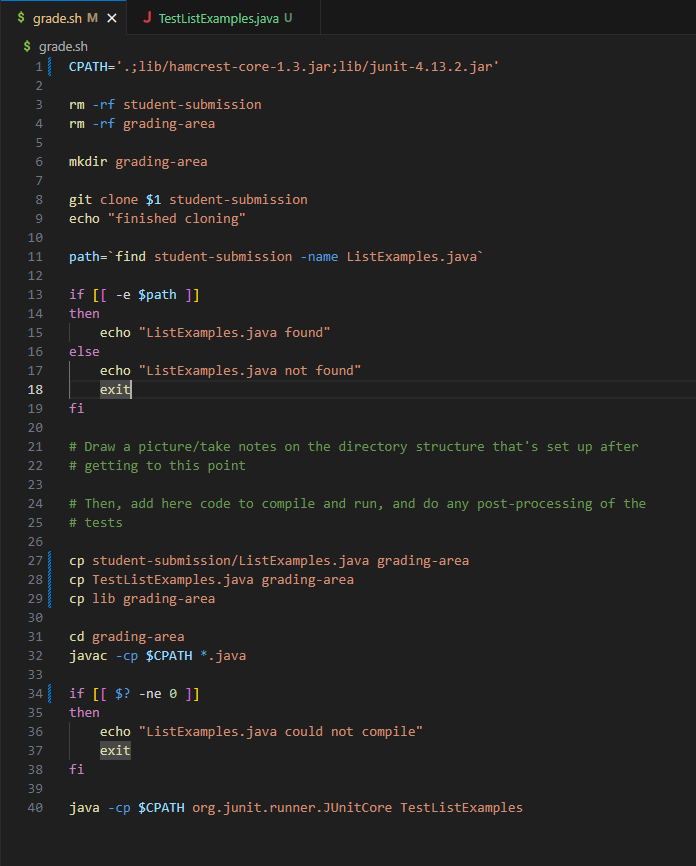 $ grade.sh M ×
J TestListExamples.java U
$ grade.sh
1 CPATH='.;lib/hamcrest-core-1.3.jar;lib/junit-4.13.2.jar'
2
3 rm -rf student-submission
4 rm -rf grading-area
5
6 mkdir grading-area
7
8 git clone $1 student-submission
9 echo "finished cloning"
10
11 path=`find student-submission -name ListExamples.java`
12
13 if [[ -e $path ]]
14 then
15     echo "ListExamples.java found"
16 else
17     echo "ListExamples.java not found"
18     exit
19 fi
20
21 # Draw a picture/take notes on the directory structure that's set up after
22 # getting to this point
23
24 # Then, add here code to compile and run, and do any post-processing of the
25 # tests
26
27 cp student-submission/ListExamples.java grading-area
28 cp TestListExamples.java grading-area
29 cp lib grading-area
30
31 cd grading-area
32 javac -cp $CPATH *.java
33
34 if [[ $? -ne 0 ]]
35 then
36     echo "ListExamples.java could not compile"
37     exit
38 fi
39
40 java -cp $CPATH org.junit.runner.JUnitCore TestListExamples